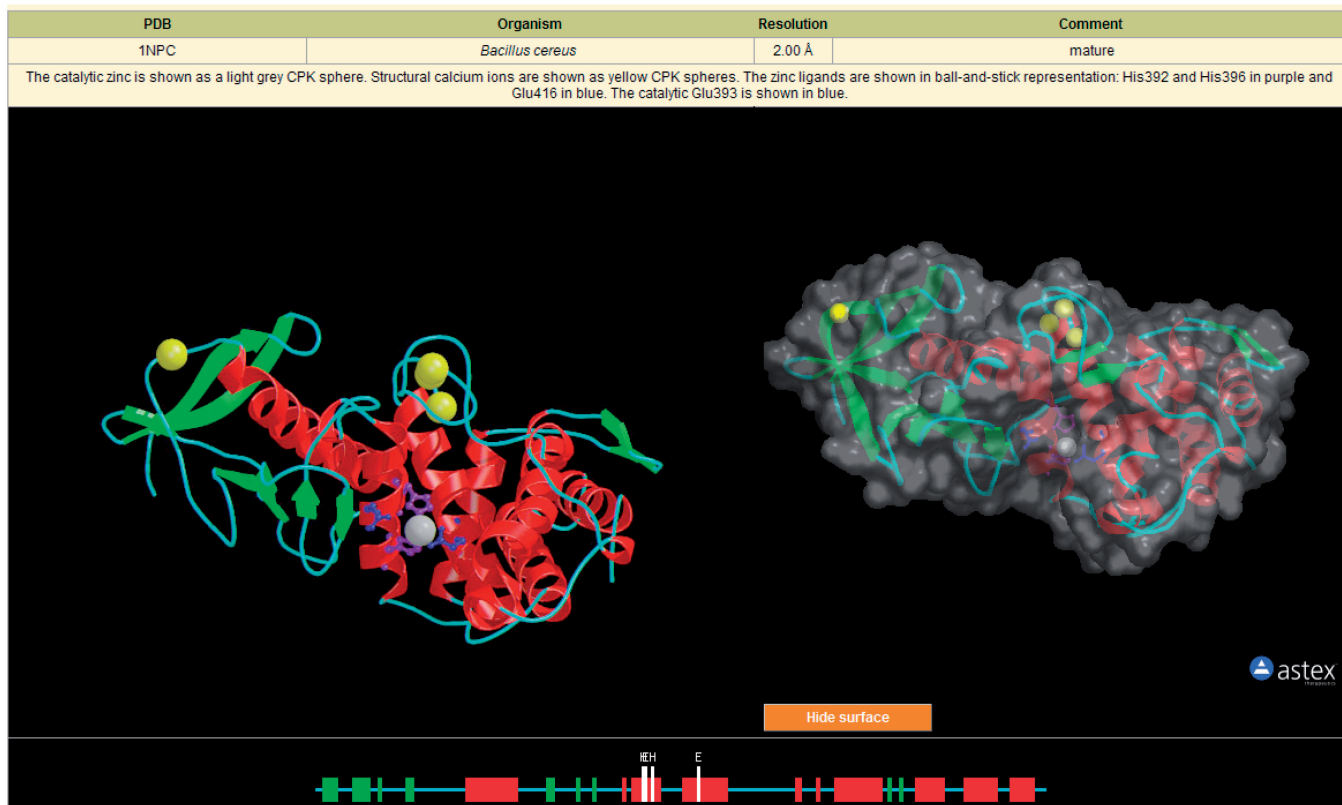 PDB Organism Resolution Comment
1NPC Bacillus cereus 2.00 Å mature
The catalytic zinc is shown as a light grey CPK sphere. Structural calcium ions are shown as yellow CPK spheres. The zinc ligands are shown in ball-and-stick representation: His392 and His396 in purple and
Glu416 in blue. The catalytic Glu393 is shown in blue.
astex
therapeutics
Hide surface
HEH E